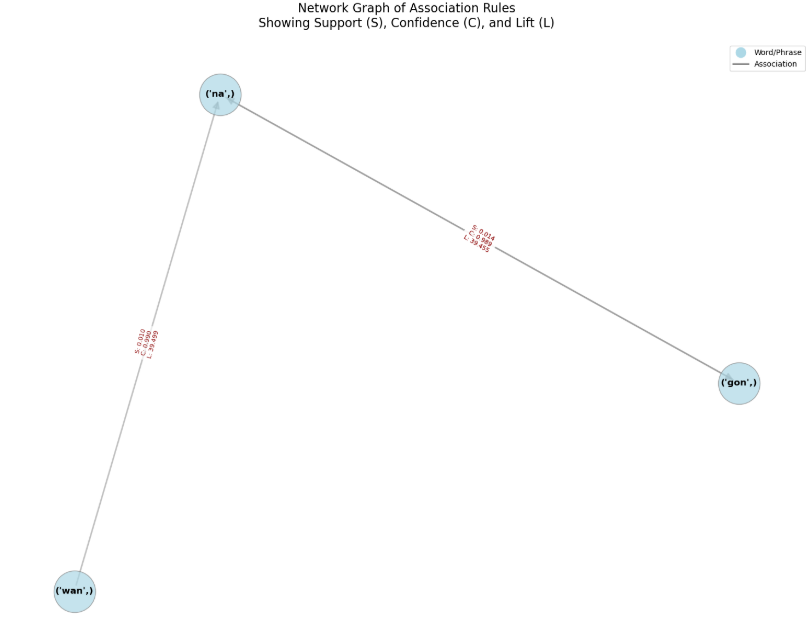 Network Graph of Association Rules
Showing Support (S), Confidence (C), and Lift (L)
Word/Phrase
Association
('na',)
S: 0.014
C: 0.989
L: 39.455
S: 0.010
C: 0.990
L: 39.499
('gon',)
('wan',)